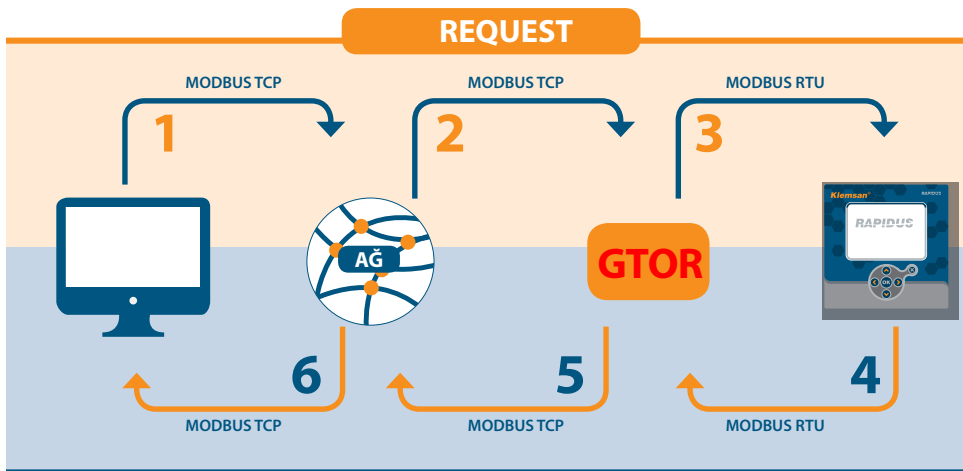 REQUEST
MODBUS TCP
MODBUS TCP
MODBUS RTU
1
2
3
Klemsan®
RAPIDUS
RAPIDUS
AĞ
GTOR
OK
6
5
4
MODBUS TCP
MODBUS TCP
MODBUS RTU